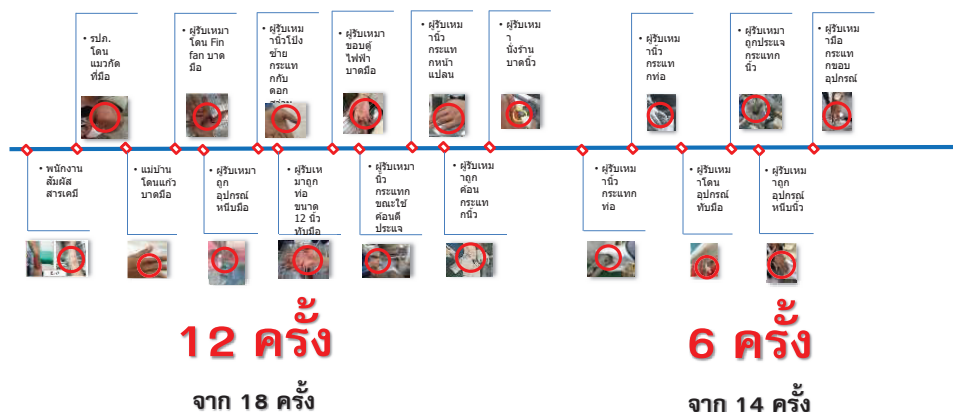 • รปภ.
โดน
แมวกัด
ที่มือ
• ผู้รับเหมา
โดน Fin
fan บาด
มือ
• ผู้รับเหม
านิ้วโป้ง
ซ้าย
กระแท
กกับ
ดอก
สว่าน
• ผู้รับเหมา
ขอบตู้
ไฟฟ้า
บาดมือ
• ผู้รับเหม
านิ้ว
กระแท
กหน้า
แปลน
• ผู้รับเหม
า
นั่งร้าน
บาดนิ้ว
• ผู้รับเหม
านิ้ว
กระแท
กท่อ
• ผู้รับเหมา
ถูกประแจ
กระแทก
นิ้ว
• ผู้รับเห
มามือ
กระแท
กขอบ
อุปกรณ์
• พนักงาน
สัมผัส
สารเคมี
• แม่บ้าน
โดนแก้ว
บาดมือ
• ผู้รับเหมา
ถูก
อุปกรณ์
หนีบมือ
• ผู้รับเห
มาถูก
ท่อ
ขนาด
12 นิ้ว
ทับมือ
• ผู้รับเหมา
นิ้ว
กระแทก
ขณะใช้
ค้อนตี
ประแจ
• ผู้รับเห
มาถูก
ค้อน
กระแท
กนิ้ว
• ผู้รับเห
มานิ้ว
กระแทก
ท่อ
• ผู้รับเห
มาโดน
อุปกรณ์
ทับมือ
• ผู้รับเห
มาถูก
อุปกรณ์
หนีบนิ้ว
12 ครั้ง
จาก 18 ครั้ง
6 ครั้ง
จาก 14 ครั้ง